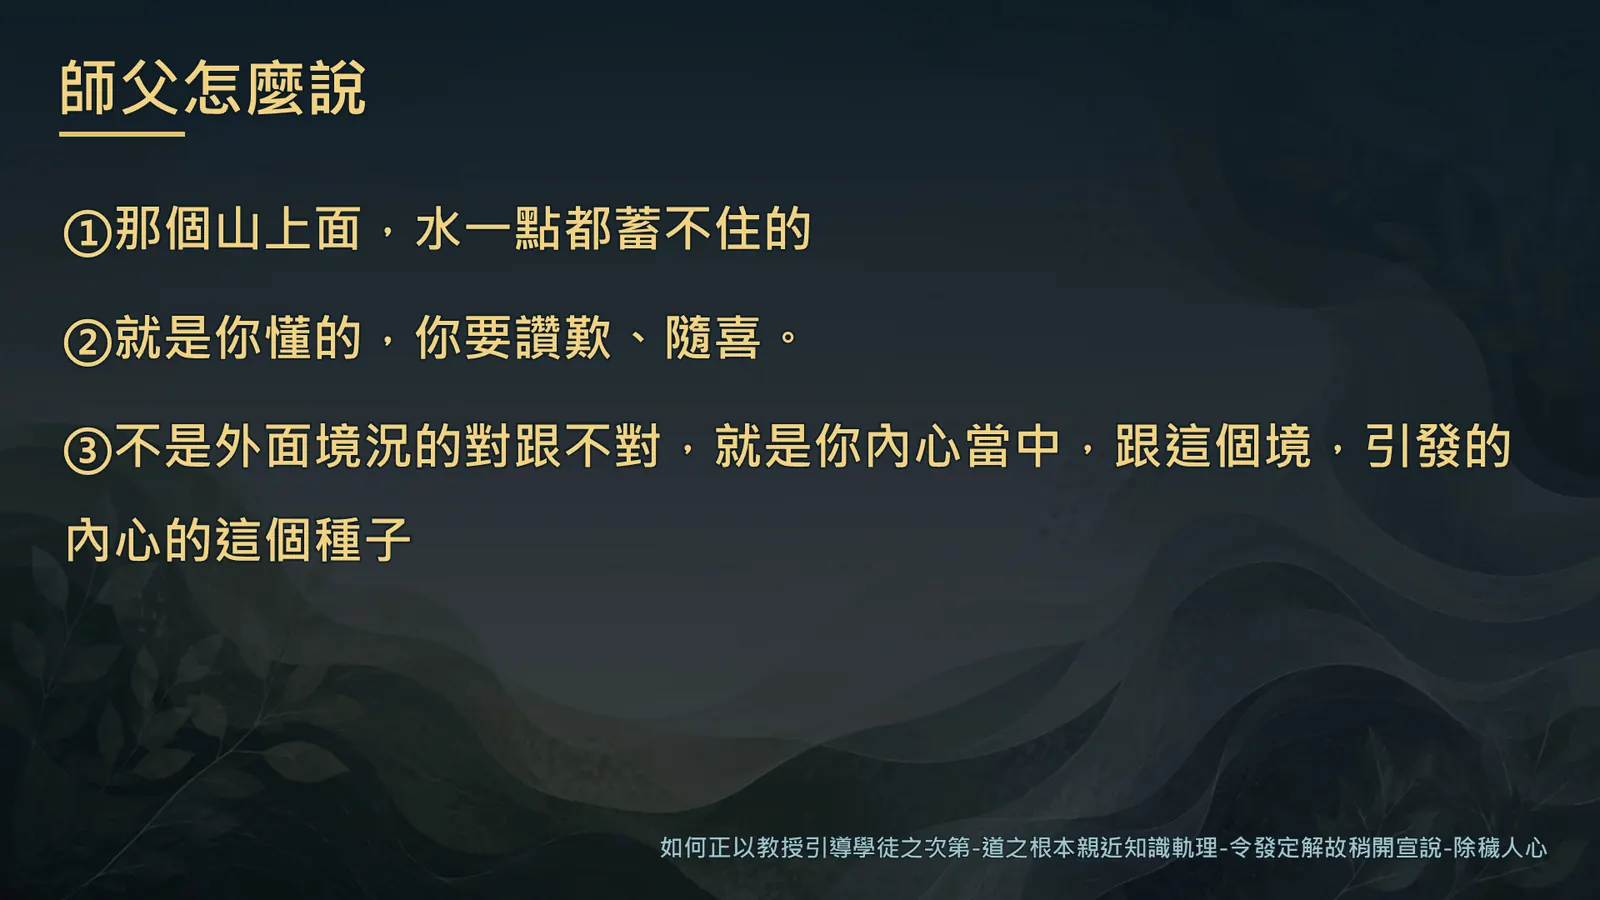 師父怎麼說
①那個山上面，水一點都蓄不住的
②就是你懂的，你要讚歎、隨喜。
③不是外面境況的對跟不對，就是你內心當中，跟這個境，引發的
內心的這個種子
如何正以教授引導學徒之次第-道之根本親近知識軌理-令發定解故稍開宣說-除穢人心